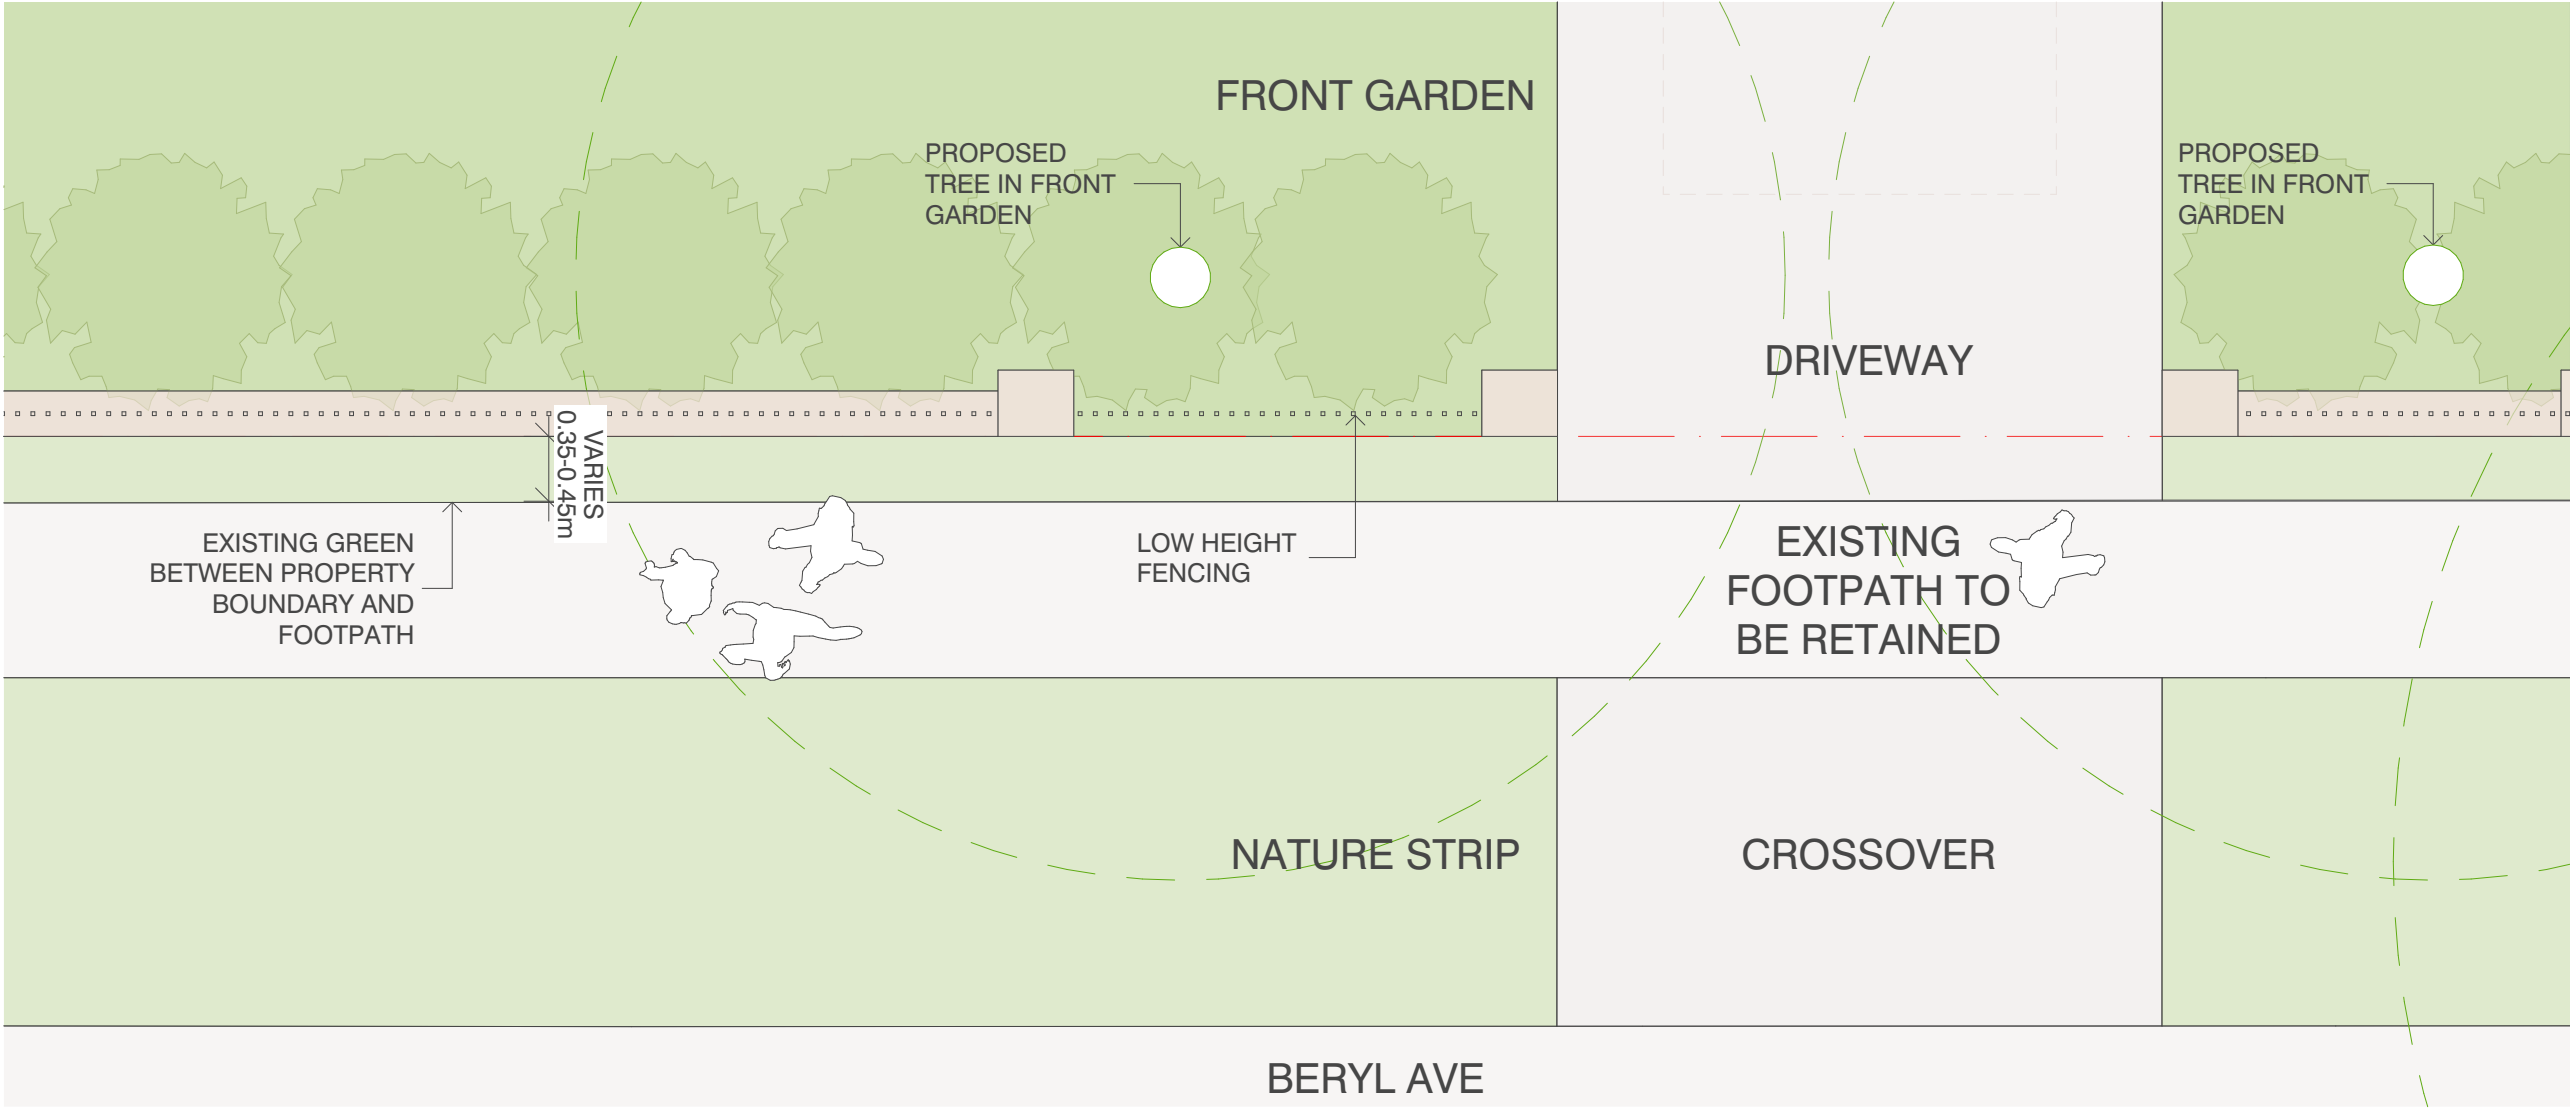 FRONT GARDEN
PROPOSED
TREE IN FRONT
GARDEN
PROPOSED
TREE IN FRONT
GARDEN
DRIVEWAY
VARIES
0.35-0.45m
EXISTING GREEN
BETWEEN PROPERTY
BOUNDARY AND
FOOTPATH
LOW HEIGHT
FENCING
EXISTING
FOOTPATH TO
BE RETAINED
NATURE STRIP
CROSSOVER
BERYL AVE